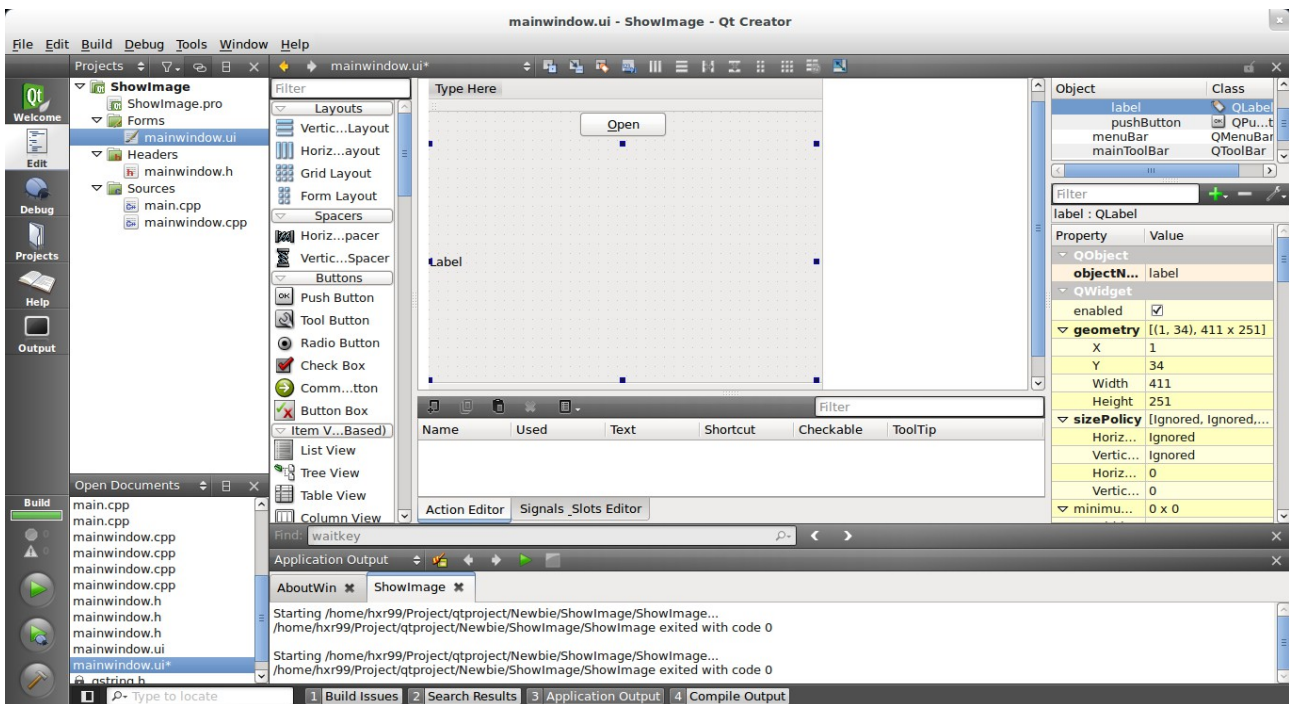 mainwindow.ui - ShowImage - Qt Creator
File Edit Build Debug Tools Window Help
Projects
mainwindow.ui*
Welcome
Edit
Debug
Projects
Help
Output
ShowImage
ShowImage.pro
Forms
mainwindow.ui
Headers
mainwindow.h
Sources
main.cpp
mainwindow.cpp
Filter
Layouts
Vertic...Layout
Horiz...ayout
Grid Layout
Form Layout
Spacers
Horiz...pacer
Vertic...Spacer
Buttons
OK Push Button
Tool Button
Radio Button
Check Box
Comm...tton
Button Box
Item V...Based)
List View
Tree View
Table View
Column View
Type Here
Open
Label
Filter
Name Used Text Shortcut Checkable ToolTip
Action Editor Signals _Slots Editor
Object Class
label QLabel
pushButton QPu...t
menuBar QMenuBar
mainToolBar QToolBar
Filter
label : QLabel
Property Value
QObject
objectN... label
QWidget
enabled
geometry [(1, 34), 411 x 251]
X 1
Y 34
Width 411
Height 251
sizePolicy [Ignored, Ignored,...
Horiz... Ignored
Vertic... Ignored
Horiz... 0
Vertic... 0
minimu... 0 x 0
Open Documents
main.cpp
main.cpp
mainwindow.cpp
mainwindow.cpp
mainwindow.cpp
mainwindow.cpp
mainwindow.h
mainwindow.h
mainwindow.h
mainwindow.ui
mainwindow.ui*
qstring.h
Build
0
0
Find: waitkey
Application Output
AboutWin ShowImage
Starting /home/hxr99/Project/qtproject/Newbie/ShowImage/ShowImage...
/home/hxr99/Project/qtproject/Newbie/ShowImage/ShowImage exited with code 0
Starting /home/hxr99/Project/qtproject/Newbie/ShowImage/ShowImage...
/home/hxr99/Project/qtproject/Newbie/ShowImage/ShowImage exited with code 0
Type to locate
1 Build Issues 2 Search Results 3 Application Output 4 Compile Output